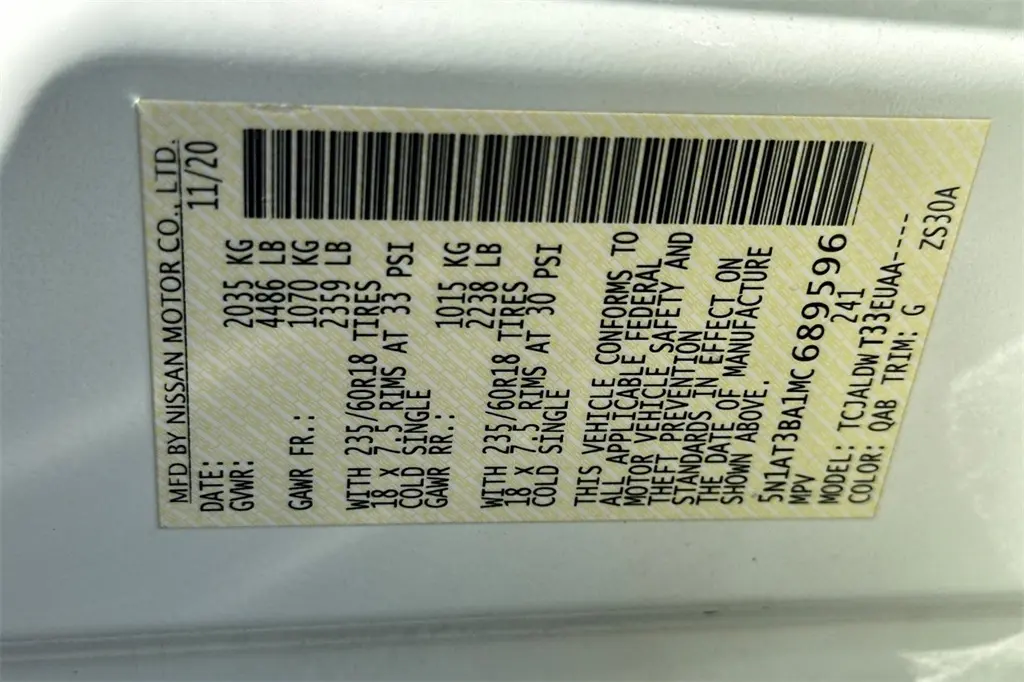 MFD BY NISSAN MOTOR CO., LTD.
DATE: 11/20
GVWR: 2035 KG
4486 LB
GAWR FR.: 1070 KG
2359 LB
WITH 235/60R18 TIRES
18 X 7.5 RIMS AT 33 PSI
COLD SINGLE
GAWR RR.: 1015 KG
2238 LB
WITH 235/60R18 TIRES
18 X 7.5 RIMS AT 30 PSI
COLD SINGLE
THIS VEHICLE CONFORMS TO
ALL APPLICABLE FEDERAL
MOTOR VEHICLE SAFETY AND
THEFT PREVENTION
STANDARDS IN EFFECT ON
THE DATE OF MANUFACTURE
SHOWN ABOVE.
5N1AT3BA1MC689596
MPV 241
MODEL: TCJALDWT33EUAA----
COLOR: QAB TRIM: G ZS30A